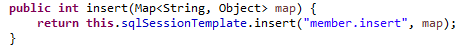 public int insert(Map<String, Object> map) {
    return this.sqlSessionTemplate.insert("member.insert", map);
}